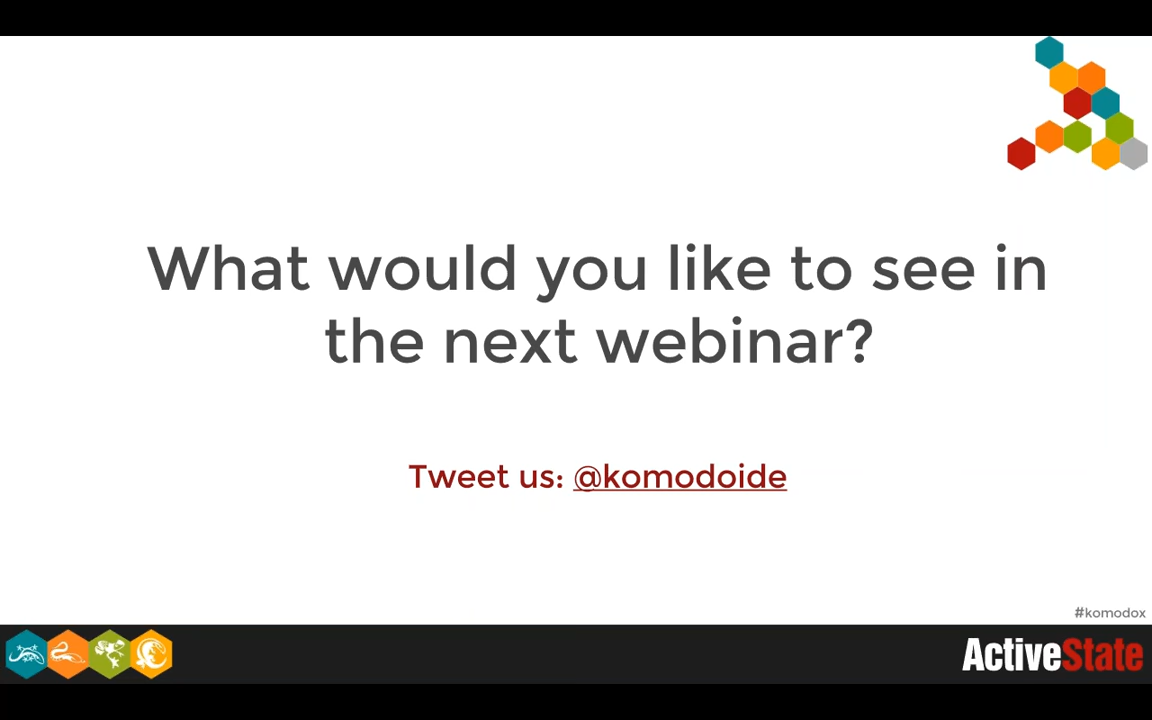 What would you like to see in
the next webinar?
Tweet us: @komodoide
#komodox
ActiveState